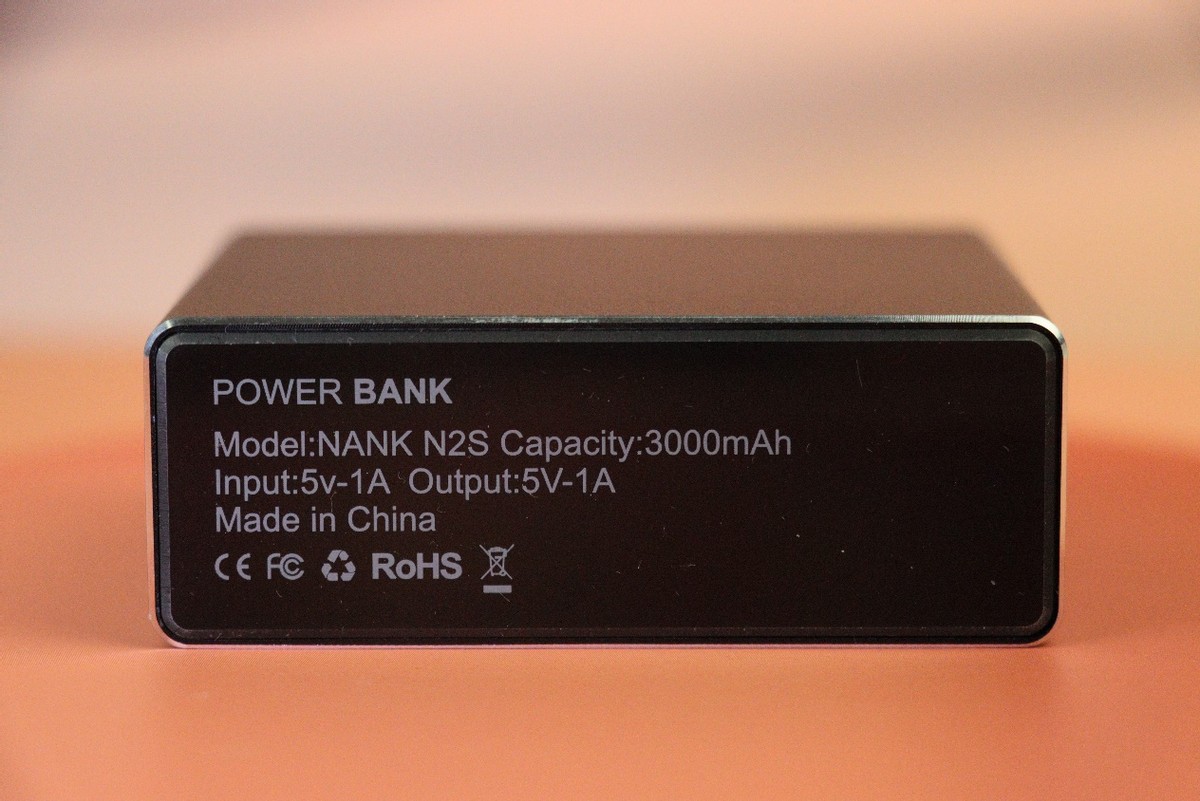 POWER BANK
Model:NANK N2S Capacity:3000mAh
Input:5v-1A Output:5V-1A
Made in China
CE FC RoHS